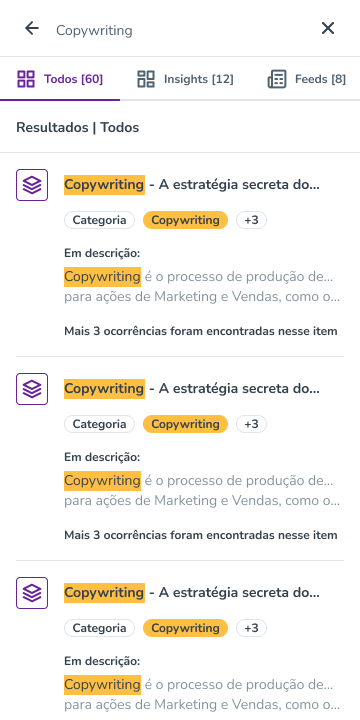 Copywriting
Todos [60]
Insights [12]
Feeds [8]
Resultados | Todos
Copywriting - A estratégia secreta do...
Categoria
Copywriting
+3
Em descrição:
Copywriting é o processo de produção de...
para ações de Marketing e Vendas, como o...
Mais 3 ocorrências foram encontradas nesse item
Copywriting - A estratégia secreta do...
Categoria
Copywriting
+3
Em descrição:
Copywriting é o processo de produção de...
para ações de Marketing e Vendas, como o...
Mais 3 ocorrências foram encontradas nesse item
Copywriting - A estratégia secreta do...
Categoria
Copywriting
+3
Em descrição:
Copywriting é o processo de produção de...
para ações de Marketing e Vendas, como o...